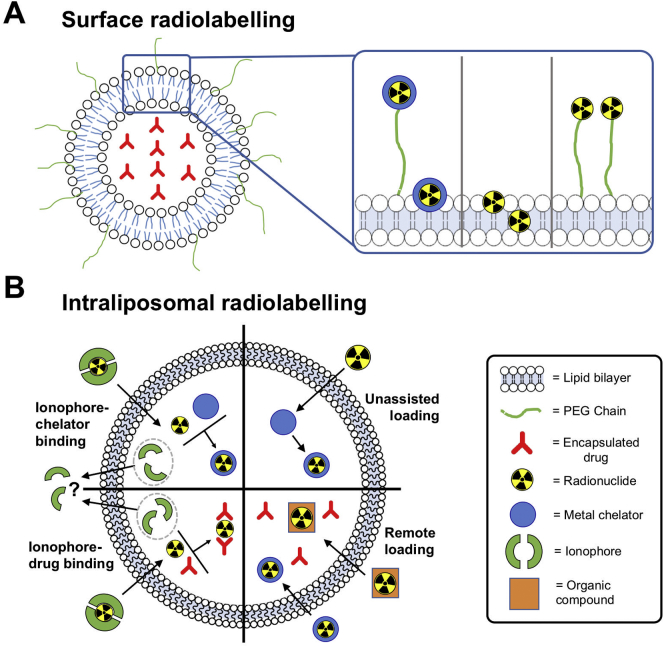 A
Surface radiolabelling
B
Intraliposomal radiolabelling
Ionophore-
chelator
binding
Unassisted
loading
?
Ionophore-
drug binding
Remote
loading
= Lipid bilayer
= PEG Chain
= Encapsulated
drug
= Radionuclide
= Metal chelator
= Ionophore
= Organic
compound